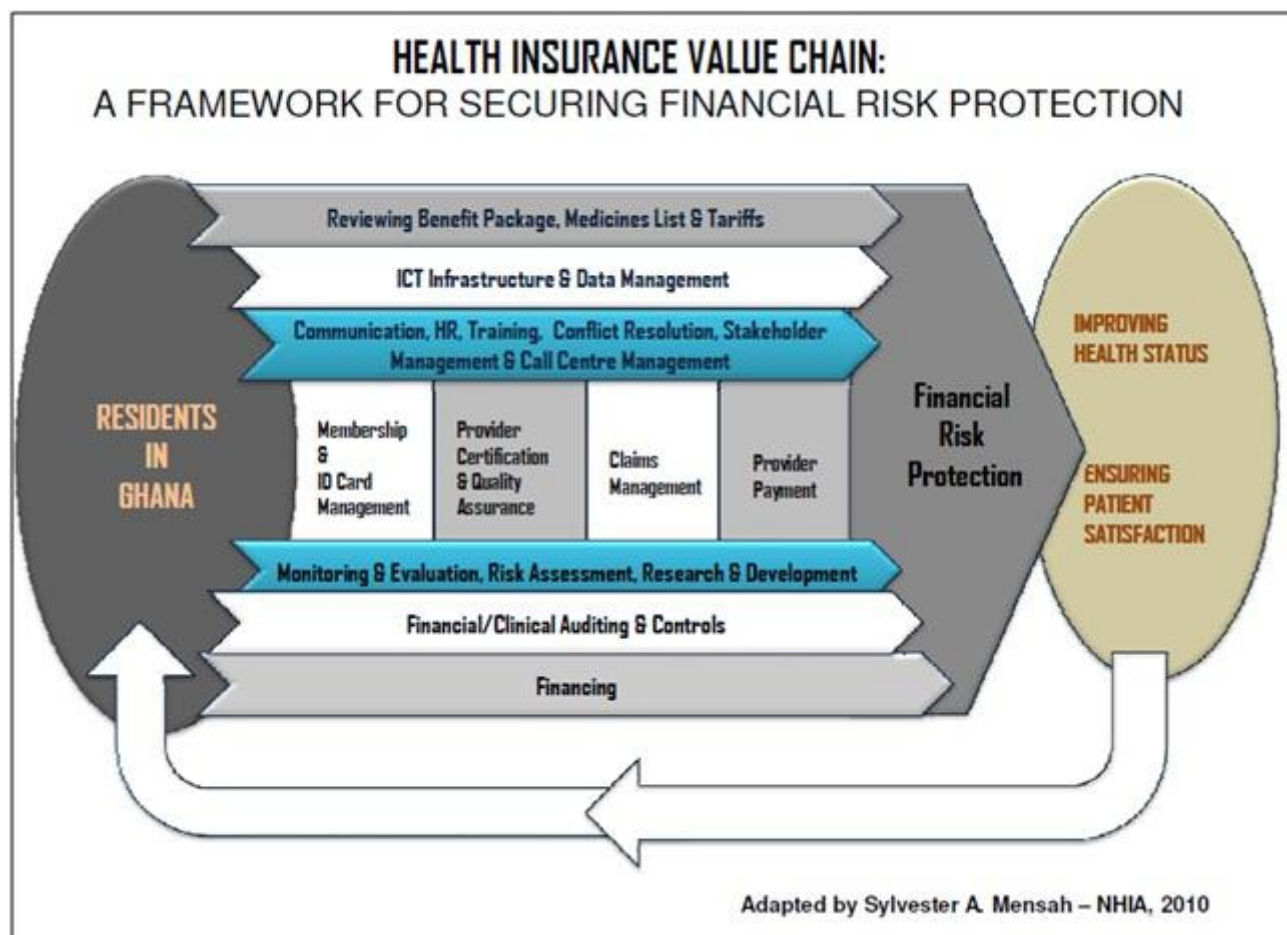 HEALTH INSURANCE VALUE CHAIN:
A FRAMEWORK FOR SECURING FINANCIAL RISK PROTECTION
Reviewing Benefit Package, Medicines List & Tariffs
ICT Infrastructure & Data Management
Communication, HR, Training, Conflict Resolution, Stakeholder
Management & Call Centre Management
RESIDENTS
IN
GHANA
Membership
&
ID Card
Management
Provider
Certification
& Quality
Assurance
Claims
Management
Provider
Payment
Financial
Risk
Protection
IMPROVING
HEALTH STATUS
ENSURING
PATIENT
SATISFACTION
Monitoring & Evaluation, Risk Assessment, Research & Development
Financial/Clinical Auditing & Controls
Financing
Adapted by Sylvester A. Mensah – NHIA, 2010